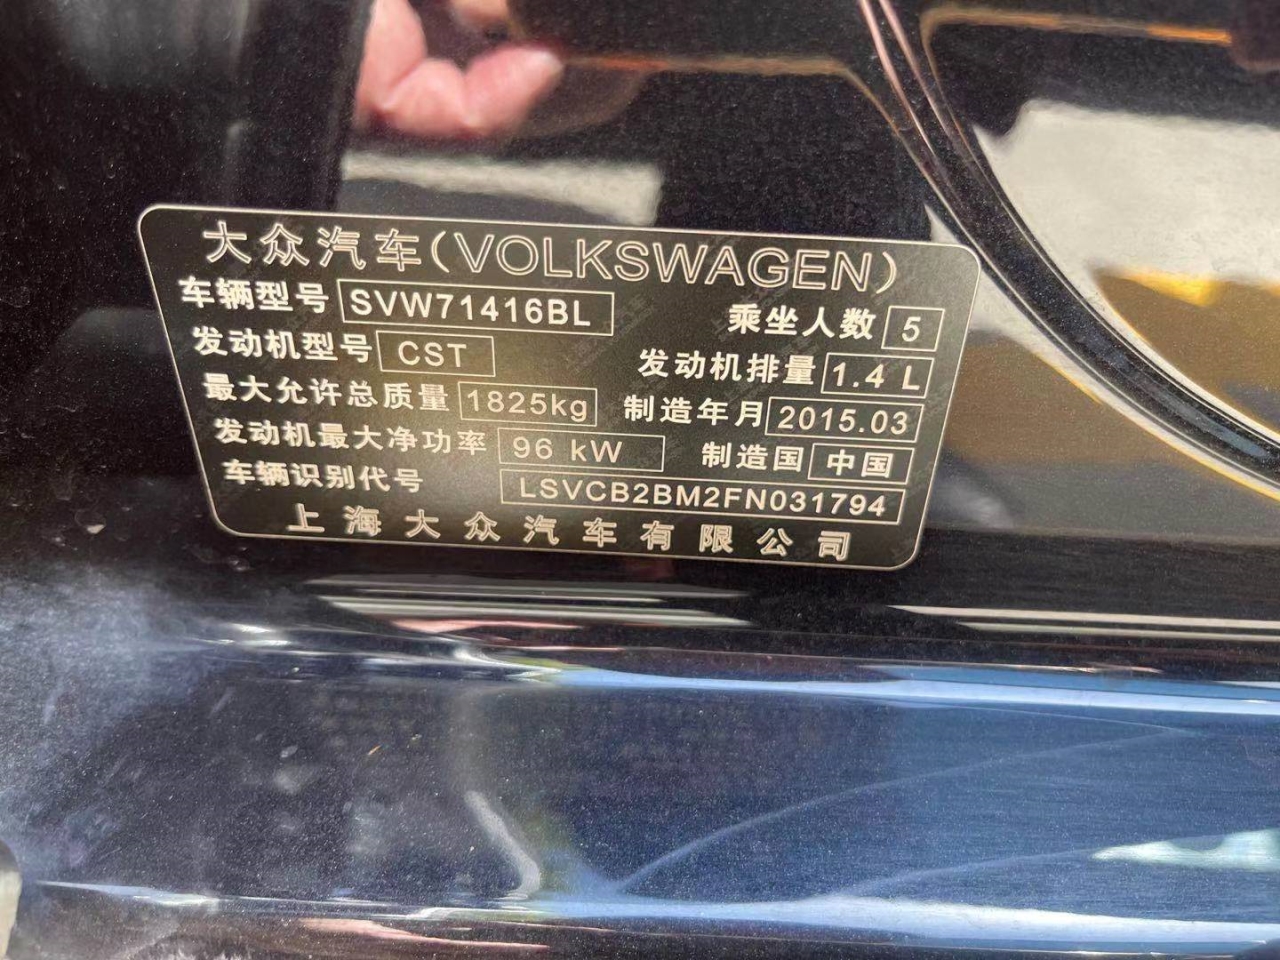 大众汽车(VOLKSWAGEN)
车辆型号 SVW71416BL 乘坐人数 5
发动机型号 CST 发动机排量 1.4 L
最大允许总质量 1825kg 制造年月 2015.03
发动机最大净功率 96 kW 制造国 中国
车辆识别代号 LSVCB2BM2FN031794
上海大众汽车有限公司